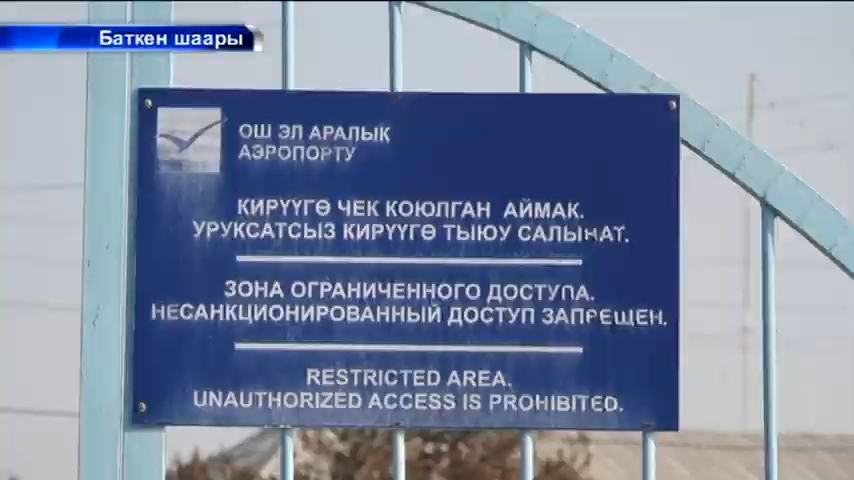 Баткен шаары
ОШ ЭЛ АРАЛЫК
АЭРОПОРТУ
КИРҮҮГӨ ЧЕК КОЮЛГАН АЙМАК.
УРУКСАТСЫЗ КИРҮҮГӨ ТЫЮУ САЛЫНАТ.
ЗОНА ОГРАНИЧЕННОГО ДОСТУПА.
НЕСАНКЦИОНИРОВАННЫЙ ДОСТУП ЗАПРЕЩЕН.
RESTRICTED AREA.
UNAUTHORIZED ACCESS IS PROHIBITED.